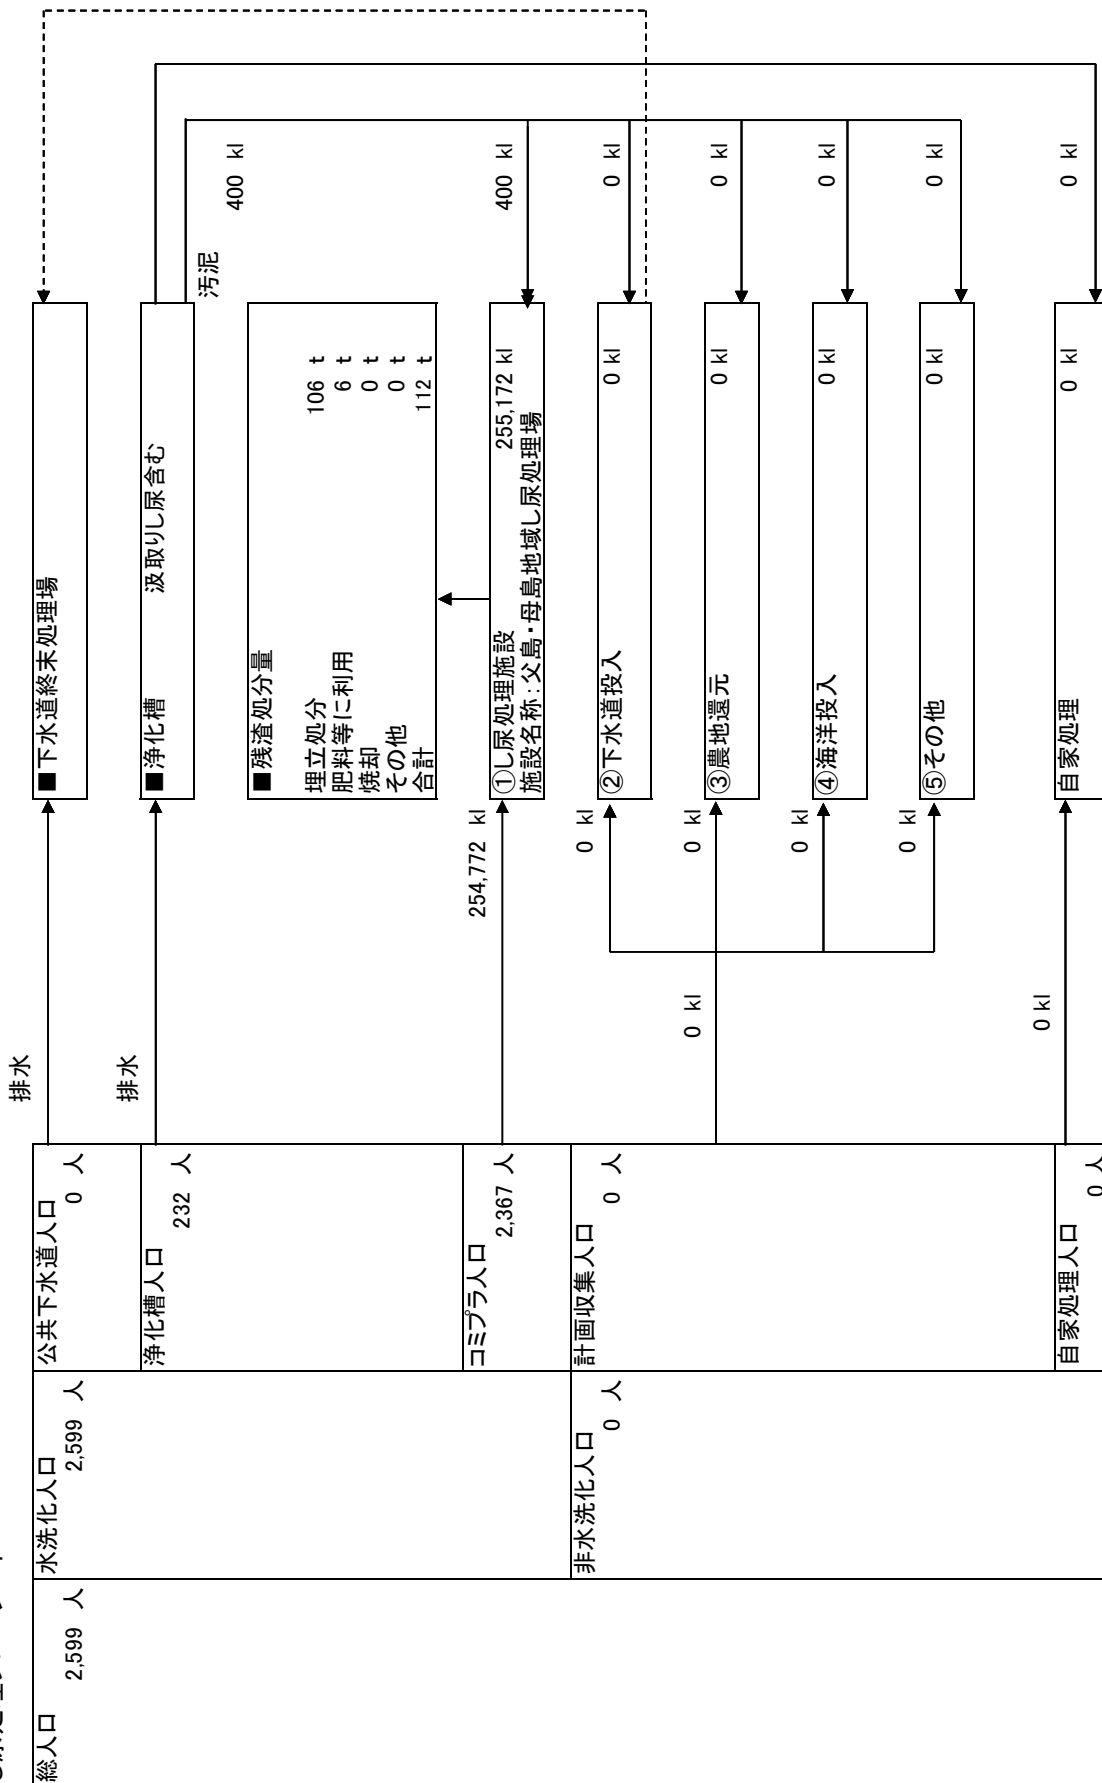 総人口
2,599 人
水洗化人口
2,599 人
非水洗化人口
0 人
公共下水道人口
0 人
浄化槽人口
232 人
コミプラ人口
2,367 人
計画収集人口
0 人
自家処理人口
0 人
排水
排水
254,772 kl
0 kl
0 kl
0 kl
0 kl
0 kl
0 kl
■下水道終末処理場
■浄化槽 汲取りし尿含む
■残渣処分量
埋立処分 106 t
肥料等に利用 6 t
焼却 0 t
その他 0 t
合計 112 t
①し尿処理施設 255,172 kl
施設名称:父島・母島地域し尿処理場
②下水道投入 0 kl
③農地還元 0 kl
④海洋投入 0 kl
⑤その他 0 kl
自家処理 0 kl
汚泥
400 kl
400 kl
0 kl
0 kl
0 kl
0 kl
0 kl